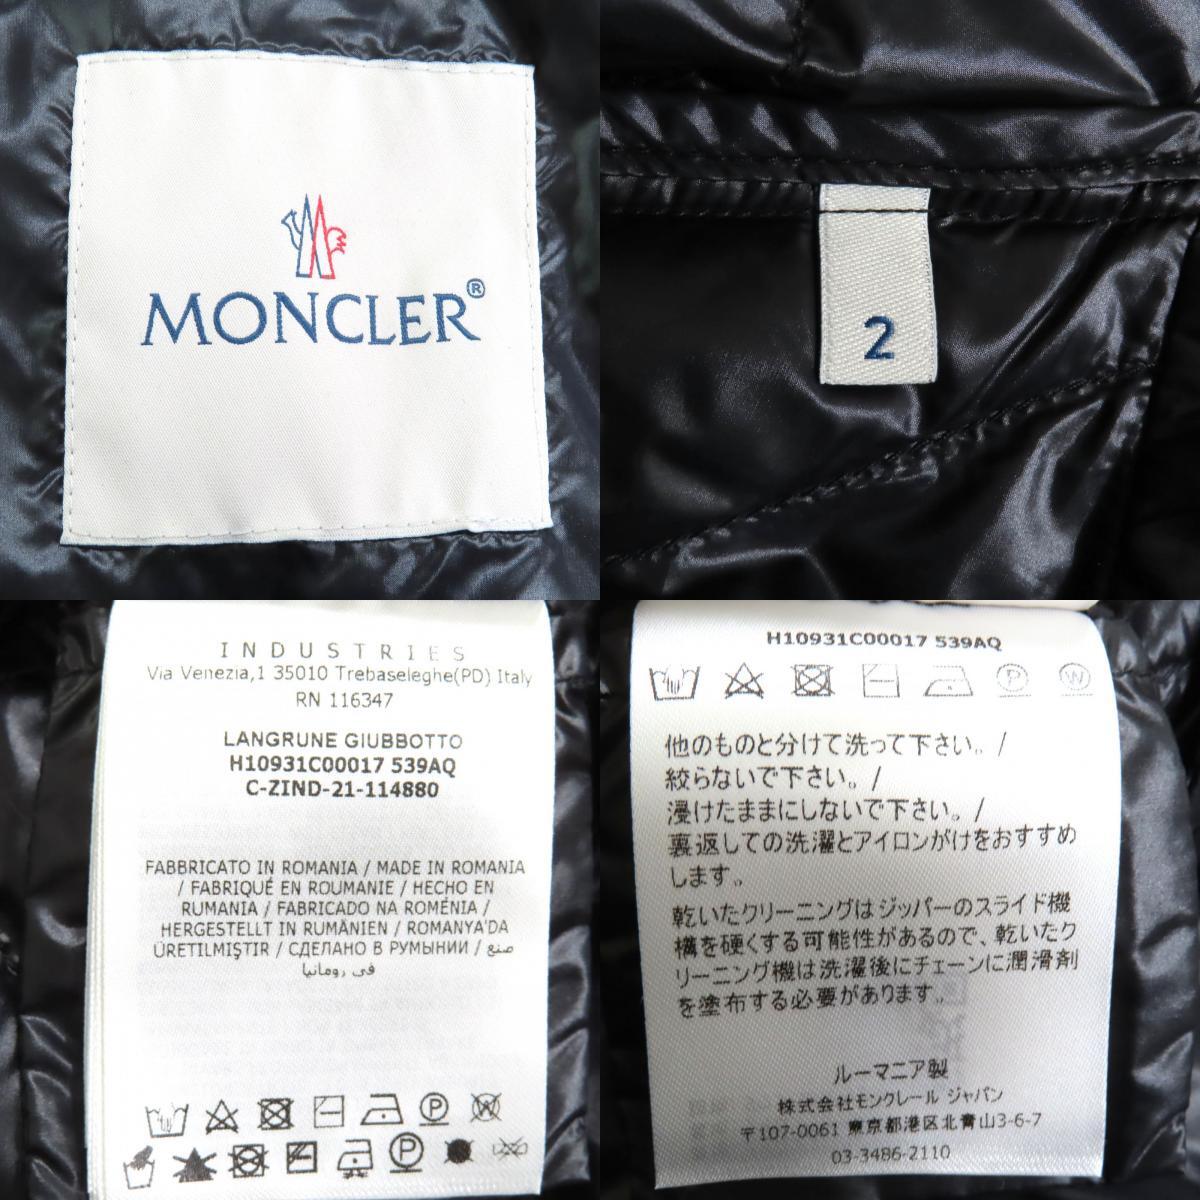 MONCLER®
2
INDUSTRIES
Via Venezia,1 35010 Trebaseleghe(PD) Italy
RN 116347
LANGRUNE GIUBBOTTO
H10931C00017 539AQ
C-ZIND-21-114880
FABBRICATO IN ROMANIA / MADE IN ROMANIA
/ FABRIQUÉ EN ROUMANIE / HECHO EN
RUMANIA / FABRICADO NA ROMÉNIA /
HERGESTELLT IN RUMÄNIEN / ROMANYA'DA
ÜRETILMIŞTIR / СДЕЛАНО В РУМЫНИИ / صنع
في رومانيا
H10931C00017 539AQ
他のものと分けて洗って下さい。/
絞らないで下さい。/
浸けたままにしないで下さい。/
裏返しての洗濯とアイロンがけをおすすめ
します。
乾いたクリーニングはジッパーのスライド機
構を硬くする可能性があるので、乾いたク
リーニング機は洗濯後にチェーンに潤滑剤
を塗布する必要があります。
ルーマニア製
株式会社モンクレール ジャパン
〒107-0061 東京都港区北青山3-6-7
03-3486-2110